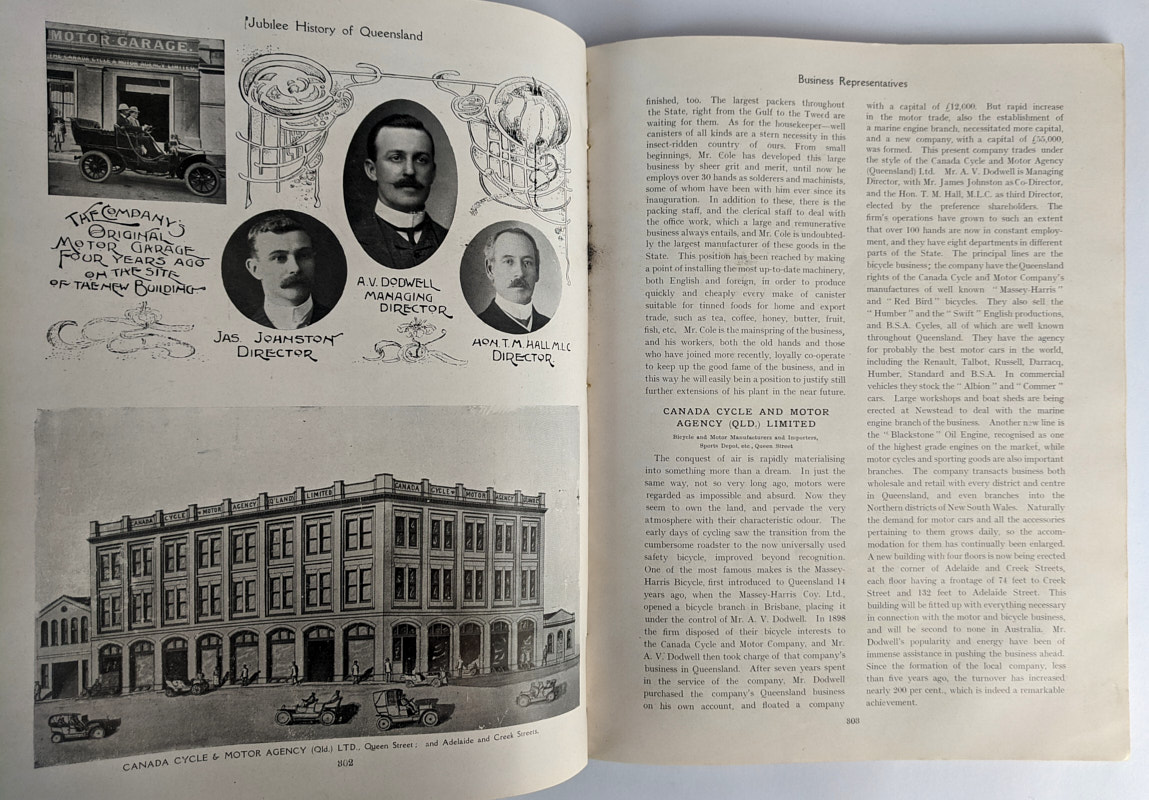 Jubilee History of Queensland
MOTOR GARAGE.
THE CANADA CYCLE & MOTOR AGENCY LIMITED
THE COMPANY'S
ORIGINAL
MOTOR GARAGE
FOUR YEARS AGO
ON THE SITE
OF THE NEW BUILDING
JAS. JOHNSTON
DIRECTOR
A.V. DODWELL
MANAGING
DIRECTOR
HON. T. M. HALL M.L.C
DIRECTOR.
CANADA CYCLE & MOTOR AGENCY Q'LAND LIMITED
CANADA CYCLE & MOTOR AGENCY Q'LD LIMITED
CANADA CYCLE & MOTOR AGENCY (Qld.) LTD., Queen Street; and Adelaide and Creek Streets.
802
Business Representatives
finished, too. The largest packers throughout
the State, right from the Gulf to the Tweed are
waiting for them. As for the housekeeper—well
canisters of all kinds are a stern necessity in this
insect-ridden country of ours. From small
beginnings, Mr. Cole has developed this large
business by sheer grit and merit, until now he
employs over 30 hands as solderers and machinists,
some of whom have been with him ever since its
inauguration. In addition to these, there is the
packing staff, and the clerical staff to deal with
the office work, which a large and remunerative
business always entails, and Mr. Cole is undoubted-
ly the largest manufacturer of these goods in the
State. This position has been reached by making
a point of installing the most up-to-date machinery,
both English and foreign, in order to produce
quickly and cheaply every make of canister
suitable for tinned foods for home and export
trade, such as tea, coffee, honey, butter, fruit,
fish, etc. Mr. Cole is the mainspring of the business,
and his workers, both the old hands and those
who have joined more recently, loyally co-operate
to keep up the good fame of the business, and in
this way he will easily be in a position to justify still
further extensions of his plant in the near future.
CANADA CYCLE AND MOTOR
AGENCY (QLD.) LIMITED
Bicycle and Motor Manufacturers and Importers,
Sports Depot, etc., Queen Street
The conquest of air is rapidly materialising
into something more than a dream. In just the
same way, not so very long ago, motors were
regarded as impossible and absurd. Now they
seem to own the land, and pervade the very
atmosphere with their characteristic odour. The
early days of cycling saw the transition from the
cumbersome roadster to the now universally used
safety bicycle, improved beyond recognition.
One of the most famous makes is the Massey-
Harris Bicycle, first introduced to Queensland 14
years ago, when the Massey-Harris Coy. Ltd.,
opened a bicycle branch in Brisbane, placing it
under the control of Mr. A. V. Dodwell. In 1898
the firm disposed of their bicycle interests to
the Canada Cycle and Motor Company, and Mr.
A. V. Dodwell then took charge of that company's
business in Queensland. After seven years spent
in the service of the company, Mr. Dodwell
purchased the company's Queensland business
on his own account, and floated a company
with a capital of £12,000. But rapid increase
in the motor trade, also the establishment of
a marine engine branch, necessitated more capital,
and a new company, with a capital of £55,000,
was formed. This present company trades under
the style of the Canada Cycle and Motor Agency
(Queensland) Ltd. Mr. A. V. Dodwell is Managing
Director, with Mr. James Johnston as Co-Director,
and the Hon. T. M. Hall, M.L.C. as third Director,
elected by the preference shareholders. The
firm's operations have grown to such an extent
that over 100 hands are now in constant employ-
ment, and they have eight departments in different
parts of the State. The principal lines are the
bicycle business; the company have the Queensland
rights of the Canada Cycle and Motor Company's
manufactures of well known "Massey-Harris"
and "Red Bird" bicycles. They also sell the
"Humber" and the "Swift" English productions,
and B.S.A. Cycles, all of which are well known
throughout Queensland. They have the agency
for probably the best motor cars in the world,
including the Renault, Talbot, Russell, Darracq,
Humber, Standard and B.S.A. In commercial
vehicles they stock the "Albion" and "Commer"
cars. Large workshops and boat sheds are being
erected at Newstead to deal with the marine
engine branch of the business. Another new line is
the "Blackstone" Oil Engine, recognised as one
of the highest grade engines on the market, while
motor cycles and sporting goods are also important
branches. The company transacts business both
wholesale and retail with every district and centre
in Queensland, and even branches into the
Northern districts of New South Wales. Naturally
the demand for motor cars and all the accessories
pertaining to them grows daily, so the accom-
modation for them has continually been enlarged.
A new building with four floors is now being erected
at the corner of Adelaide and Creek Streets,
each floor having a frontage of 74 feet to Creek
Street and 132 feet to Adelaide Street. This
building will be fitted up with everything necessary
in connection with the motor and bicycle business,
and will be second to none in Australia. Mr.
Dodwell's popularity and energy have been of
immense assistance in pushing the business ahead.
Since the formation of the local company, less
than five years ago, the turnover has increased
nearly 200 per cent., which is indeed a remarkable
achievement.
803